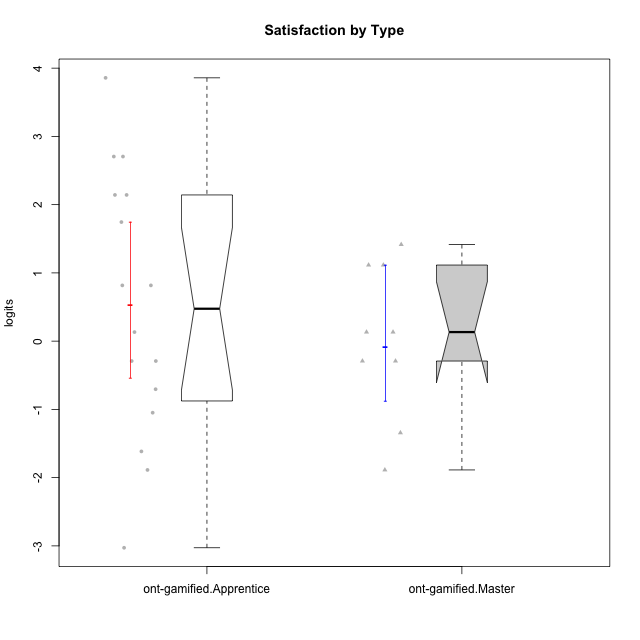 Satisfaction by Type
logits
4
3
2
1
0
-1
-2
-3
ont-gamified.Apprentice
ont-gamified.Master